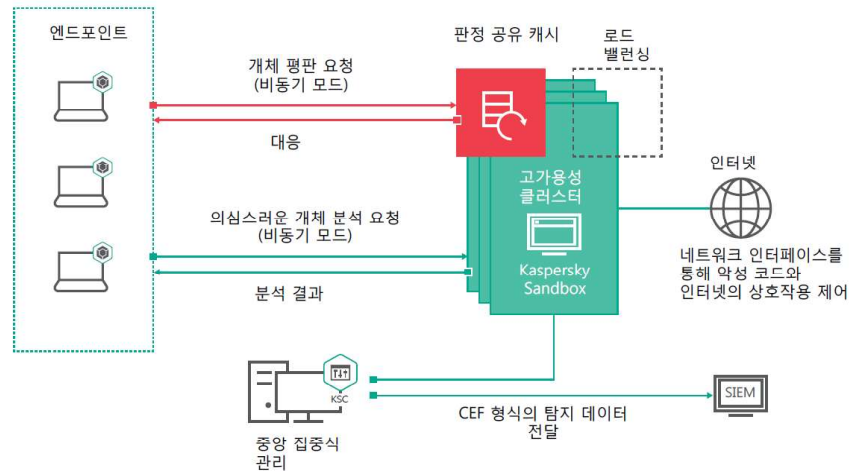 엔드포인트
개체 평판 요청
(비동기 모드)
대응
의심스러운 개체 분석 요청
(비동기 모드)
분석 결과
판정 공유 캐시
로드
밸런싱
고가용성
클러스터
Kaspersky
Sandbox
인터넷
네트워크 인터페이스를
통해 악성 코드와
인터넷의 상호작용 제어
KSC
중앙 집중식
관리
CEF 형식의 탐지 데이터
전달
SIEM